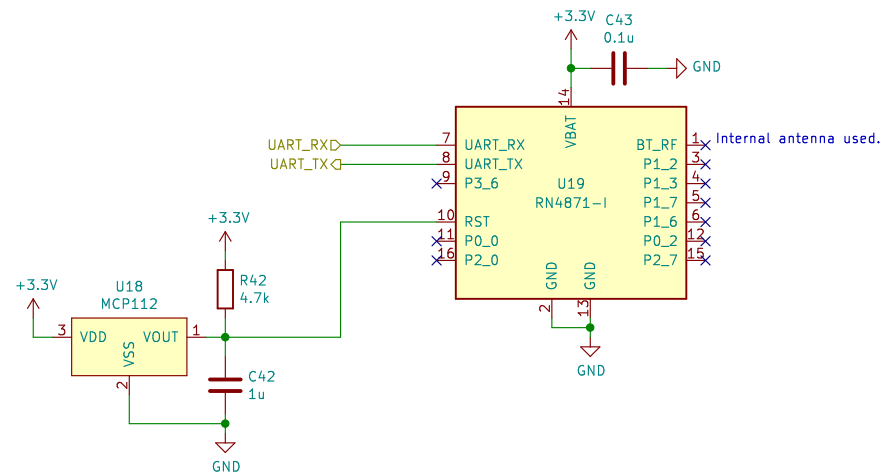 +3.3V
C43
0.1u
GND
14
VBAT
UART_RX
7
UART_RX
BT_RF
1
Internal antenna used.
UART_TX
8
UART_TX
P1_2
3
9
P3_6
U19
P1_3
4
RN4871-I
P1_7
5
+3.3V
10
RST
P1_6
6
11
P0_0
P0_2
12
16
P2_0
P2_7
15
GND
GND
2
13
GND
R42
4.7k
+3.3V
U18
MCP112
3
VDD
VOUT
1
VSS
2
C42
1u
GND